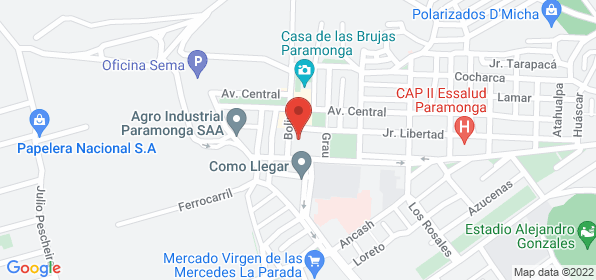 Polarizados D'Micha
Casa de las Brujas
Paramonga
Oficina Sema
Jr. Tarapacá
Cocharca
Av. Central
CAP II Essalud
Paramonga
Lamar
Atahualpa
Huáscar
Av. Central
Agro Industrial
Paramonga SAA
Boli
Grau
Jr. Libertad
Papelera Nacional S.A
Como Llegar
Julio Pescheir
Ferrocarril
Azucenas
Los Rosales
Ancash
Loreto
Estadio Alejandro
Gonzales
Mercado Virgen de las
Mercedes La Parada
Google
Map data ©2022